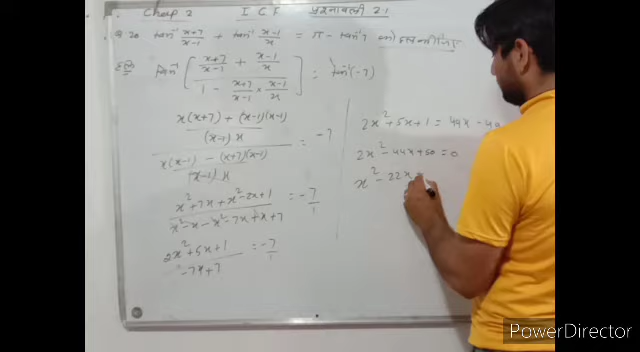 Chap 2 I C F प्रश्नावली 2.1
Q 20 tan⁻¹ (x+7)/(x-1) + tan⁻¹ (x-1)/x = π - tan⁻¹ 7 को हल कीजिए
हल: tan⁻¹ [ ((x+7)/(x-1) + (x-1)/x) / (1 - (x+7)/(x-1) × (x-1)/x) ] = tan⁻¹(-7)
((x(x+7) + (x-1)(x-1)) / ((x-1) x)) / ((x(x-1) - (x+7)(x-1)) / ((x-1) x)) = -7
(x²+7x+x²-2x+1) / (x²-x-x²-7x+x+7) = -7/1
(2x²+5x+1) / (-7x+7) = -7/1
2x²+5x+1 = 49x - 49
2x² - 44x + 50 = 0
x² - 22x
PowerDirector